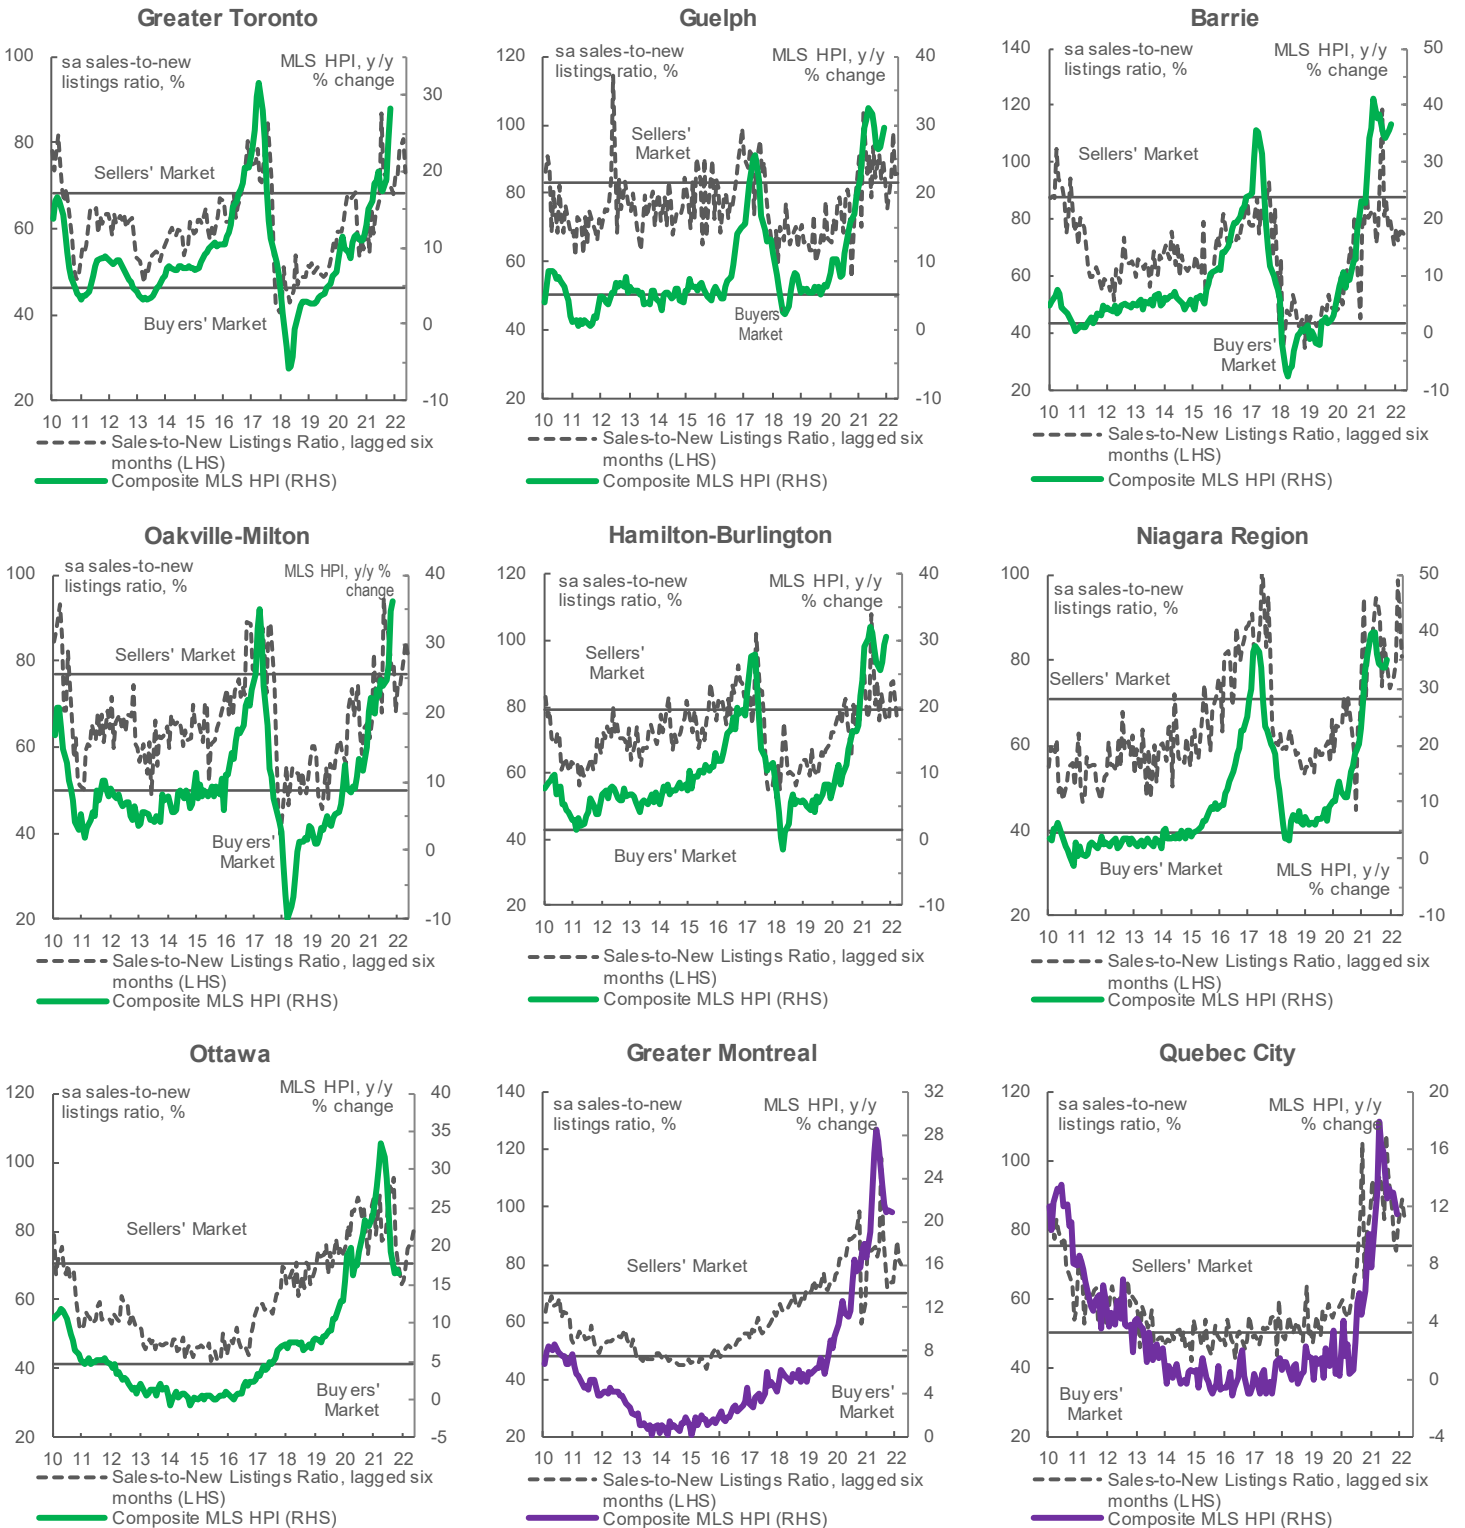 Greater Toronto
sa sales-to-new
listings ratio, %
MLS HPI, y/y
% change
100
80
60
40
20
30
20
10
0
-10
Sellers' Market
Buyers' Market
10 11 12 13 14 15 16 17 18 19 20 21 22
Sales-to-New Listings Ratio, lagged six
months (LHS)
Composite MLS HPI (RHS)
Guelph
sa sales-to-new
listings ratio, %
MLS HPI, y/y
% change
120
100
80
60
40
20
40
30
20
10
0
-10
Sellers'
Market
Buyers
Market
10 11 12 13 14 15 16 17 18 19 20 21 22
Sales-to-New Listings Ratio, lagged six
months (LHS)
Composite MLS HPI (RHS)
Barrie
sa sales-to-new
listings ratio, %
MLS HPI, y/y
% change
140
120
100
80
60
40
20
50
40
30
20
10
0
-10
Sellers' Market
Buyers'
Market
10 11 12 13 14 15 16 17 18 19 20 21 22
Sales-to-New Listings Ratio, lagged six
months (LHS)
Composite MLS HPI (RHS)
Oakville-Milton
sa sales-to-new
listings ratio, %
MLS HPI, y/y %
change
100
80
60
40
20
40
30
20
10
0
-10
Sellers' Market
Buyers'
Market
10 11 12 13 14 15 16 17 18 19 20 21 22
Sales-to-New Listings Ratio, lagged six
months (LHS)
Composite MLS HPI (RHS)
Hamilton-Burlington
sa sales-to-new
listings ratio, %
MLS HPI, y/y
% change
120
100
80
60
40
20
40
30
20
10
0
-10
Sellers'
Market
Buyers' Market
10 11 12 13 14 15 16 17 18 19 20 21 22
Sales-to-New Listings Ratio, lagged six
months (LHS)
Composite MLS HPI (RHS)
Niagara Region
sa sales-to-new
listings ratio, %
100
80
60
40
20
50
40
30
20
10
0
-10
Sellers' Market
Buyers' Market
MLS HPI, y/y
% change
10 11 12 13 14 15 16 17 18 19 20 21 22
Sales-to-New Listings Ratio, lagged six
months (LHS)
Composite MLS HPI (RHS)
Ottawa
sa sales-to-new
listings ratio, %
MLS HPI, y/y
% change
120
100
80
60
40
20
40
35
30
25
20
15
10
5
0
-5
Sellers' Market
Buyers'
Market
10 11 12 13 14 15 16 17 18 19 20 21 22
Sales-to-New Listings Ratio, lagged six
months (LHS)
Composite MLS HPI (RHS)
Greater Montreal
sa sales-to-new
listings ratio, %
MLS HPI, y/y
% change
140
120
100
80
60
40
20
32
28
24
20
16
12
8
4
0
Sellers' Market
Buyers'
Market
10 11 12 13 14 15 16 17 18 19 20 21 22
Sales-to-New Listings Ratio, lagged six
months (LHS)
Composite MLS HPI (RHS)
Quebec City
sa sales-to-new
listings ratio, %
MLS HPI, y/y
% change
120
100
80
60
40
20
20
16
12
8
4
0
-4
Sellers' Market
Buyers'
Market
10 11 12 13 14 15 16 17 18 19 20 21 22
Sales-to-New Listings Ratio, lagged six
months (LHS)
Composite MLS HPI (RHS)